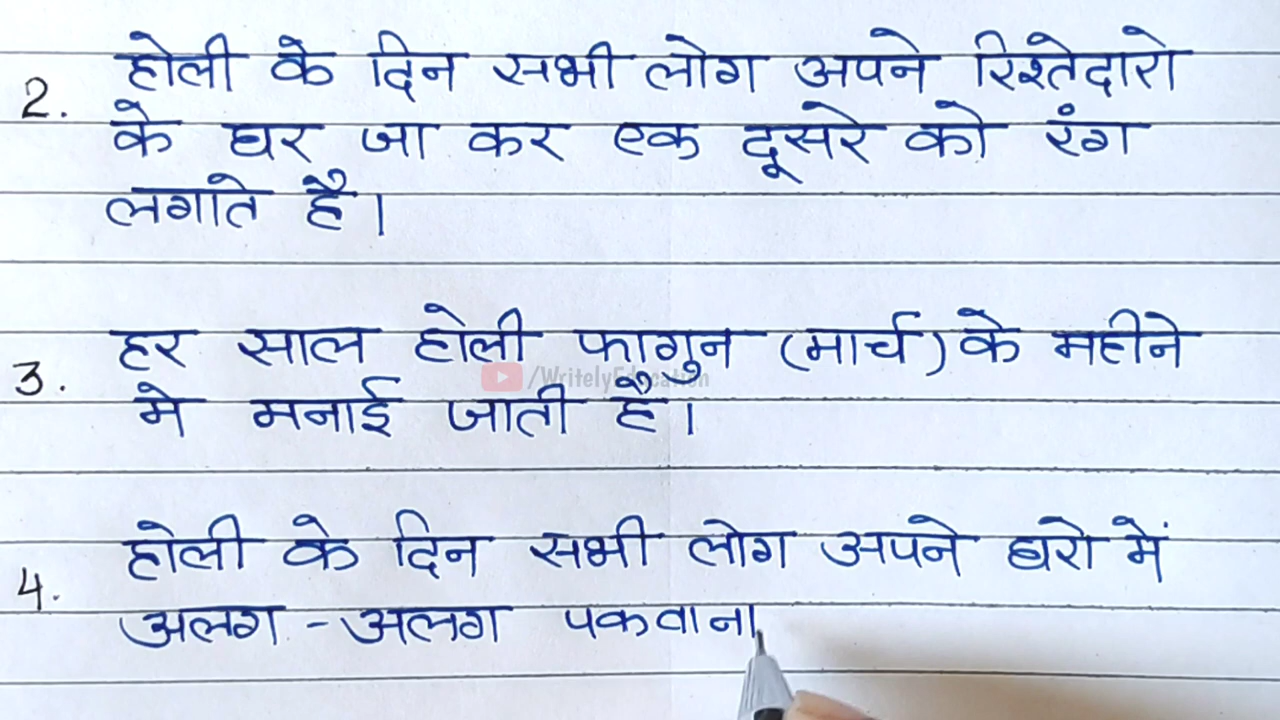 2. होली के दिन सभी लोग अपने रिश्तेदारो
के घर जा कर एक दूसरे को रंग
लगाते है।
3. हर साल होली फागुन (मार्च) के महीने
/WritelyEducation
मे मनाई जाती है।
4. होली के दिन सभी लोग अपने घरो में
अलग - अलग पकवाना